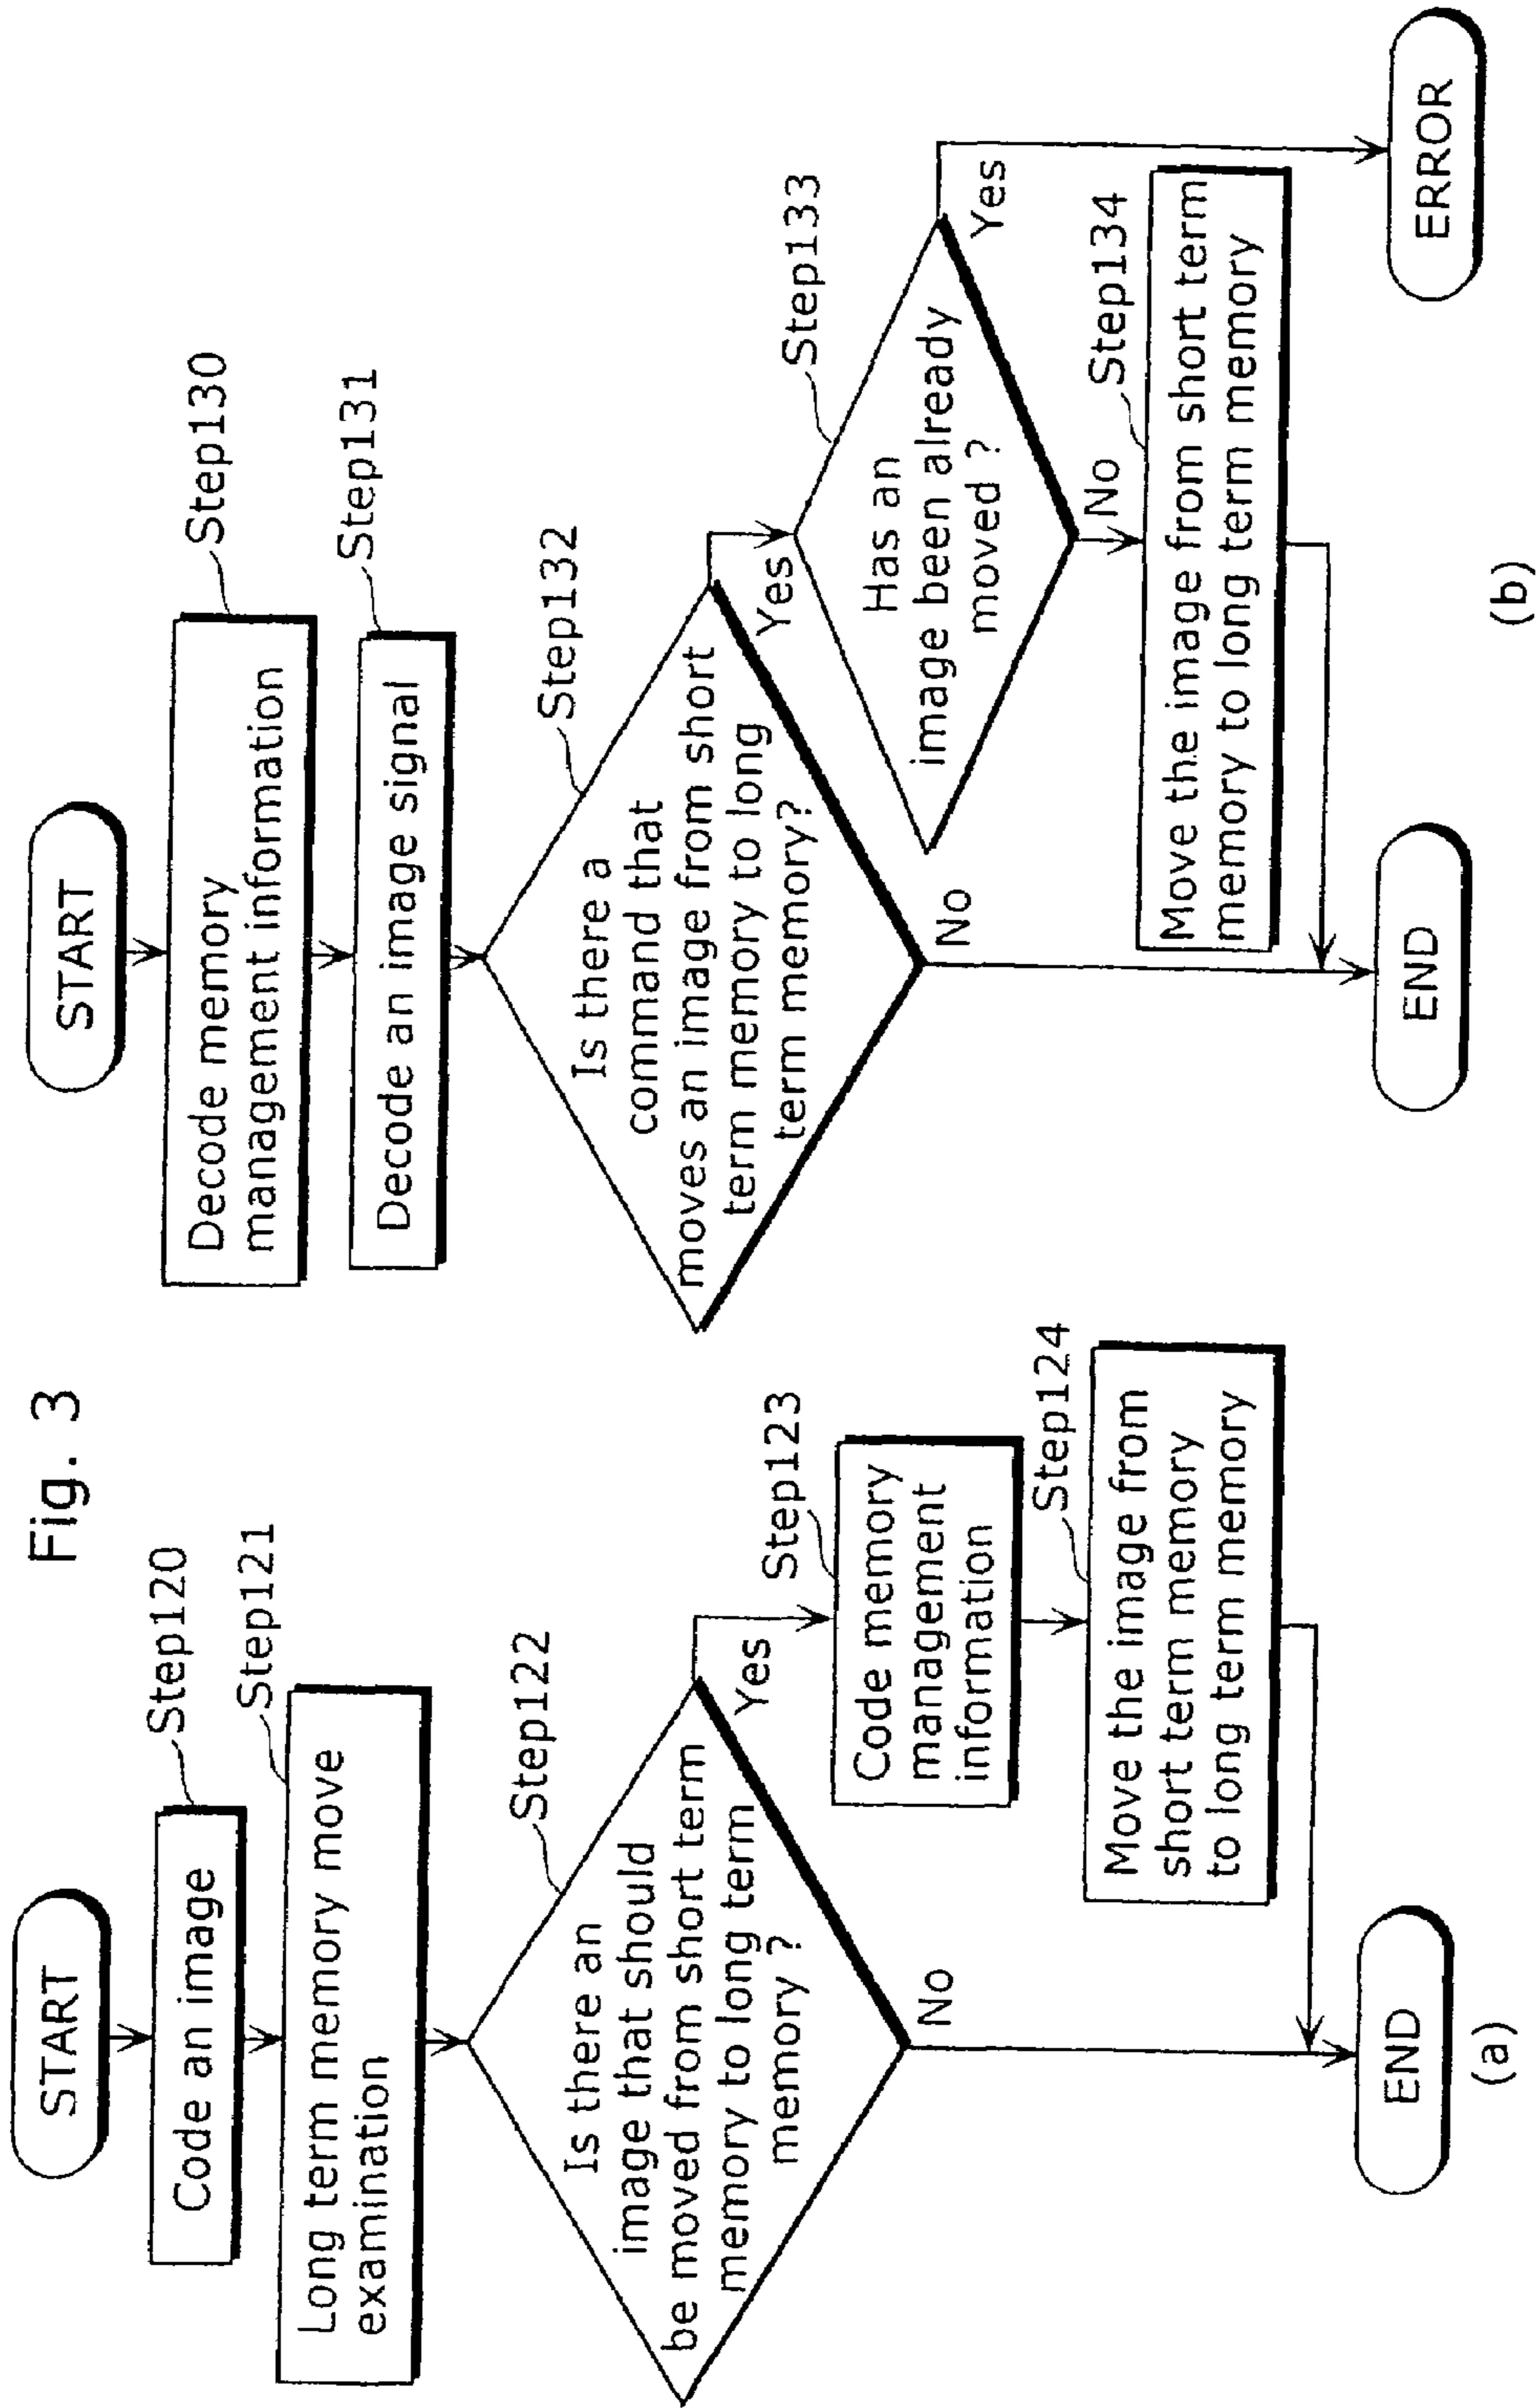 Fig. 3
START
Step120
Code an image
Step121
Long term memory move
examination
Step122
Is there an
image that should
be moved from short term
memory to long term
memory ?
Yes
No
Step123
Code memory
management
information
Step124
Move the image from
short term memory
to long term memory
END
(a)
START
Step130
Decode memory
management information
Step131
Decode an image signal
Step132
Is there a
command that
moves an image from short
term memory to long
term memory?
Yes
No
Step133
Has an
image been already
moved ?
Yes
No
Step134
Move the image from short term
memory to long term memory
END
ERROR
(b)